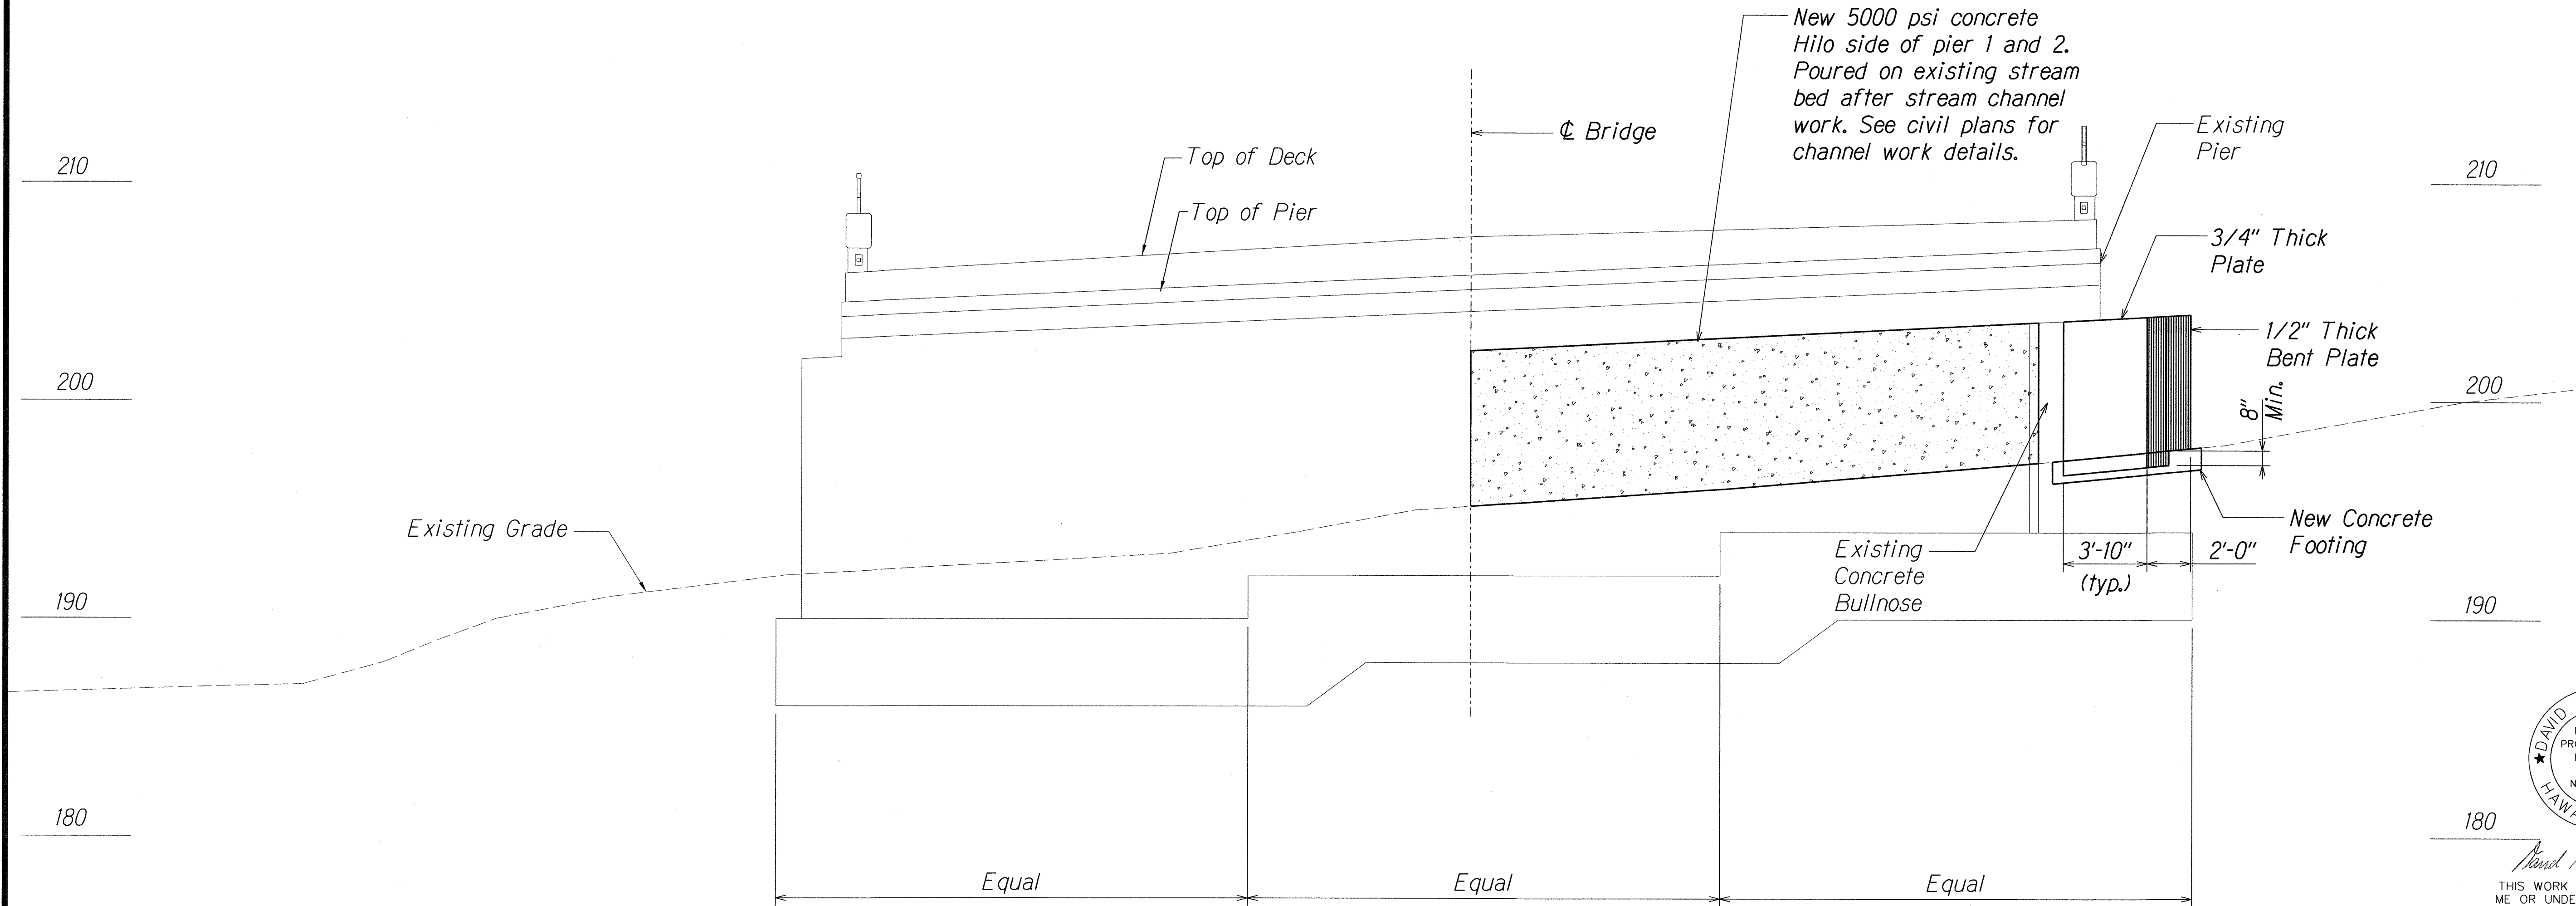 New 5000 psi concrete
Hilo side of pier 1 and 2.
Poured on existing stream
bed after stream channel
work. See civil plans for
channel work details.
℄ Bridge
Existing
Pier
Top of Deck
210
210
Top of Pier
3/4" Thick
Plate
1/2" Thick
Bent Plate
200
200
8"
Min.
Existing Grade
New Concrete
Footing
Existing
Concrete
Bullnose
3'-10"
(typ.)
2'-0"
190
190
180
180
DAVID
HAWA
THIS WORK
ME OR UNDE
Equal
Equal
Equal